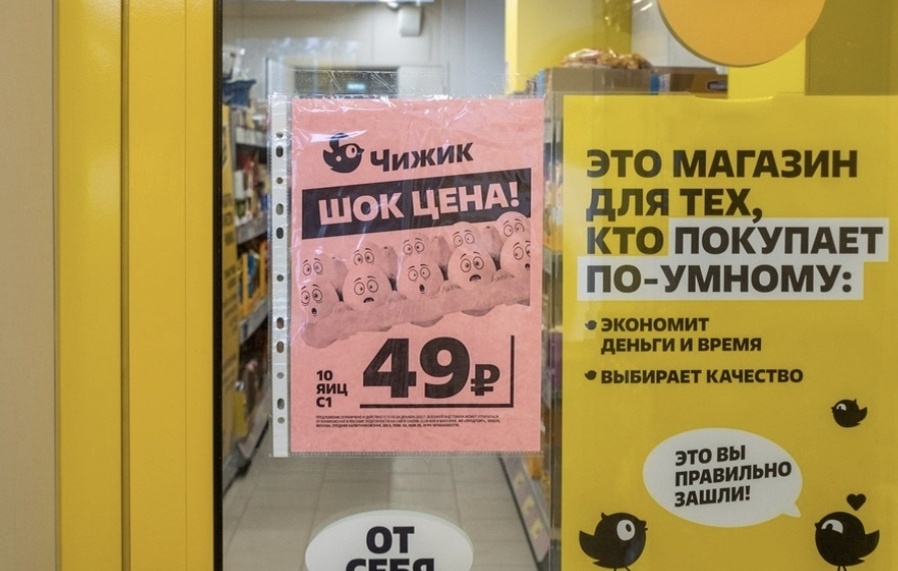 Чижик
ШОК ЦЕНА!
10
ЯИЦ
С1
49₽
ЭТО МАГАЗИН
ДЛЯ ТЕХ,
КТО ПОКУПАЕТ
ПО-УМНОМУ:
ЭКОНОМИТ
ДЕНЬГИ И ВРЕМЯ
ВЫБИРАЕТ КАЧЕСТВО
ЭТО ВЫ
ПРАВИЛЬНО
ЗАШЛИ!
ОТ
СЕБЯ